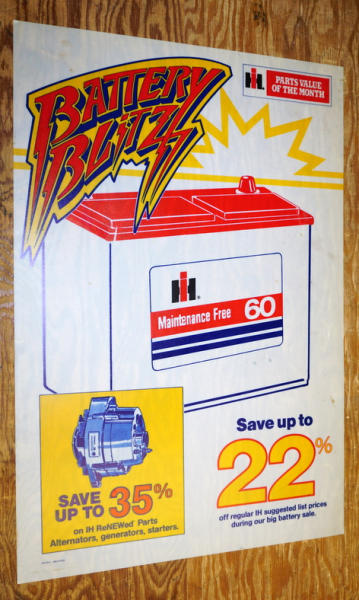 BATTERY
BLITZ
IH
PARTS VALUE
OF THE MONTH
IH®
Maintenance Free 60
Save up to
22%
off regular IH suggested list prices
during our big battery sale.
SAVE
UP TO 35%
on IH ReNEWed® Parts
Alternators, generators, starters.